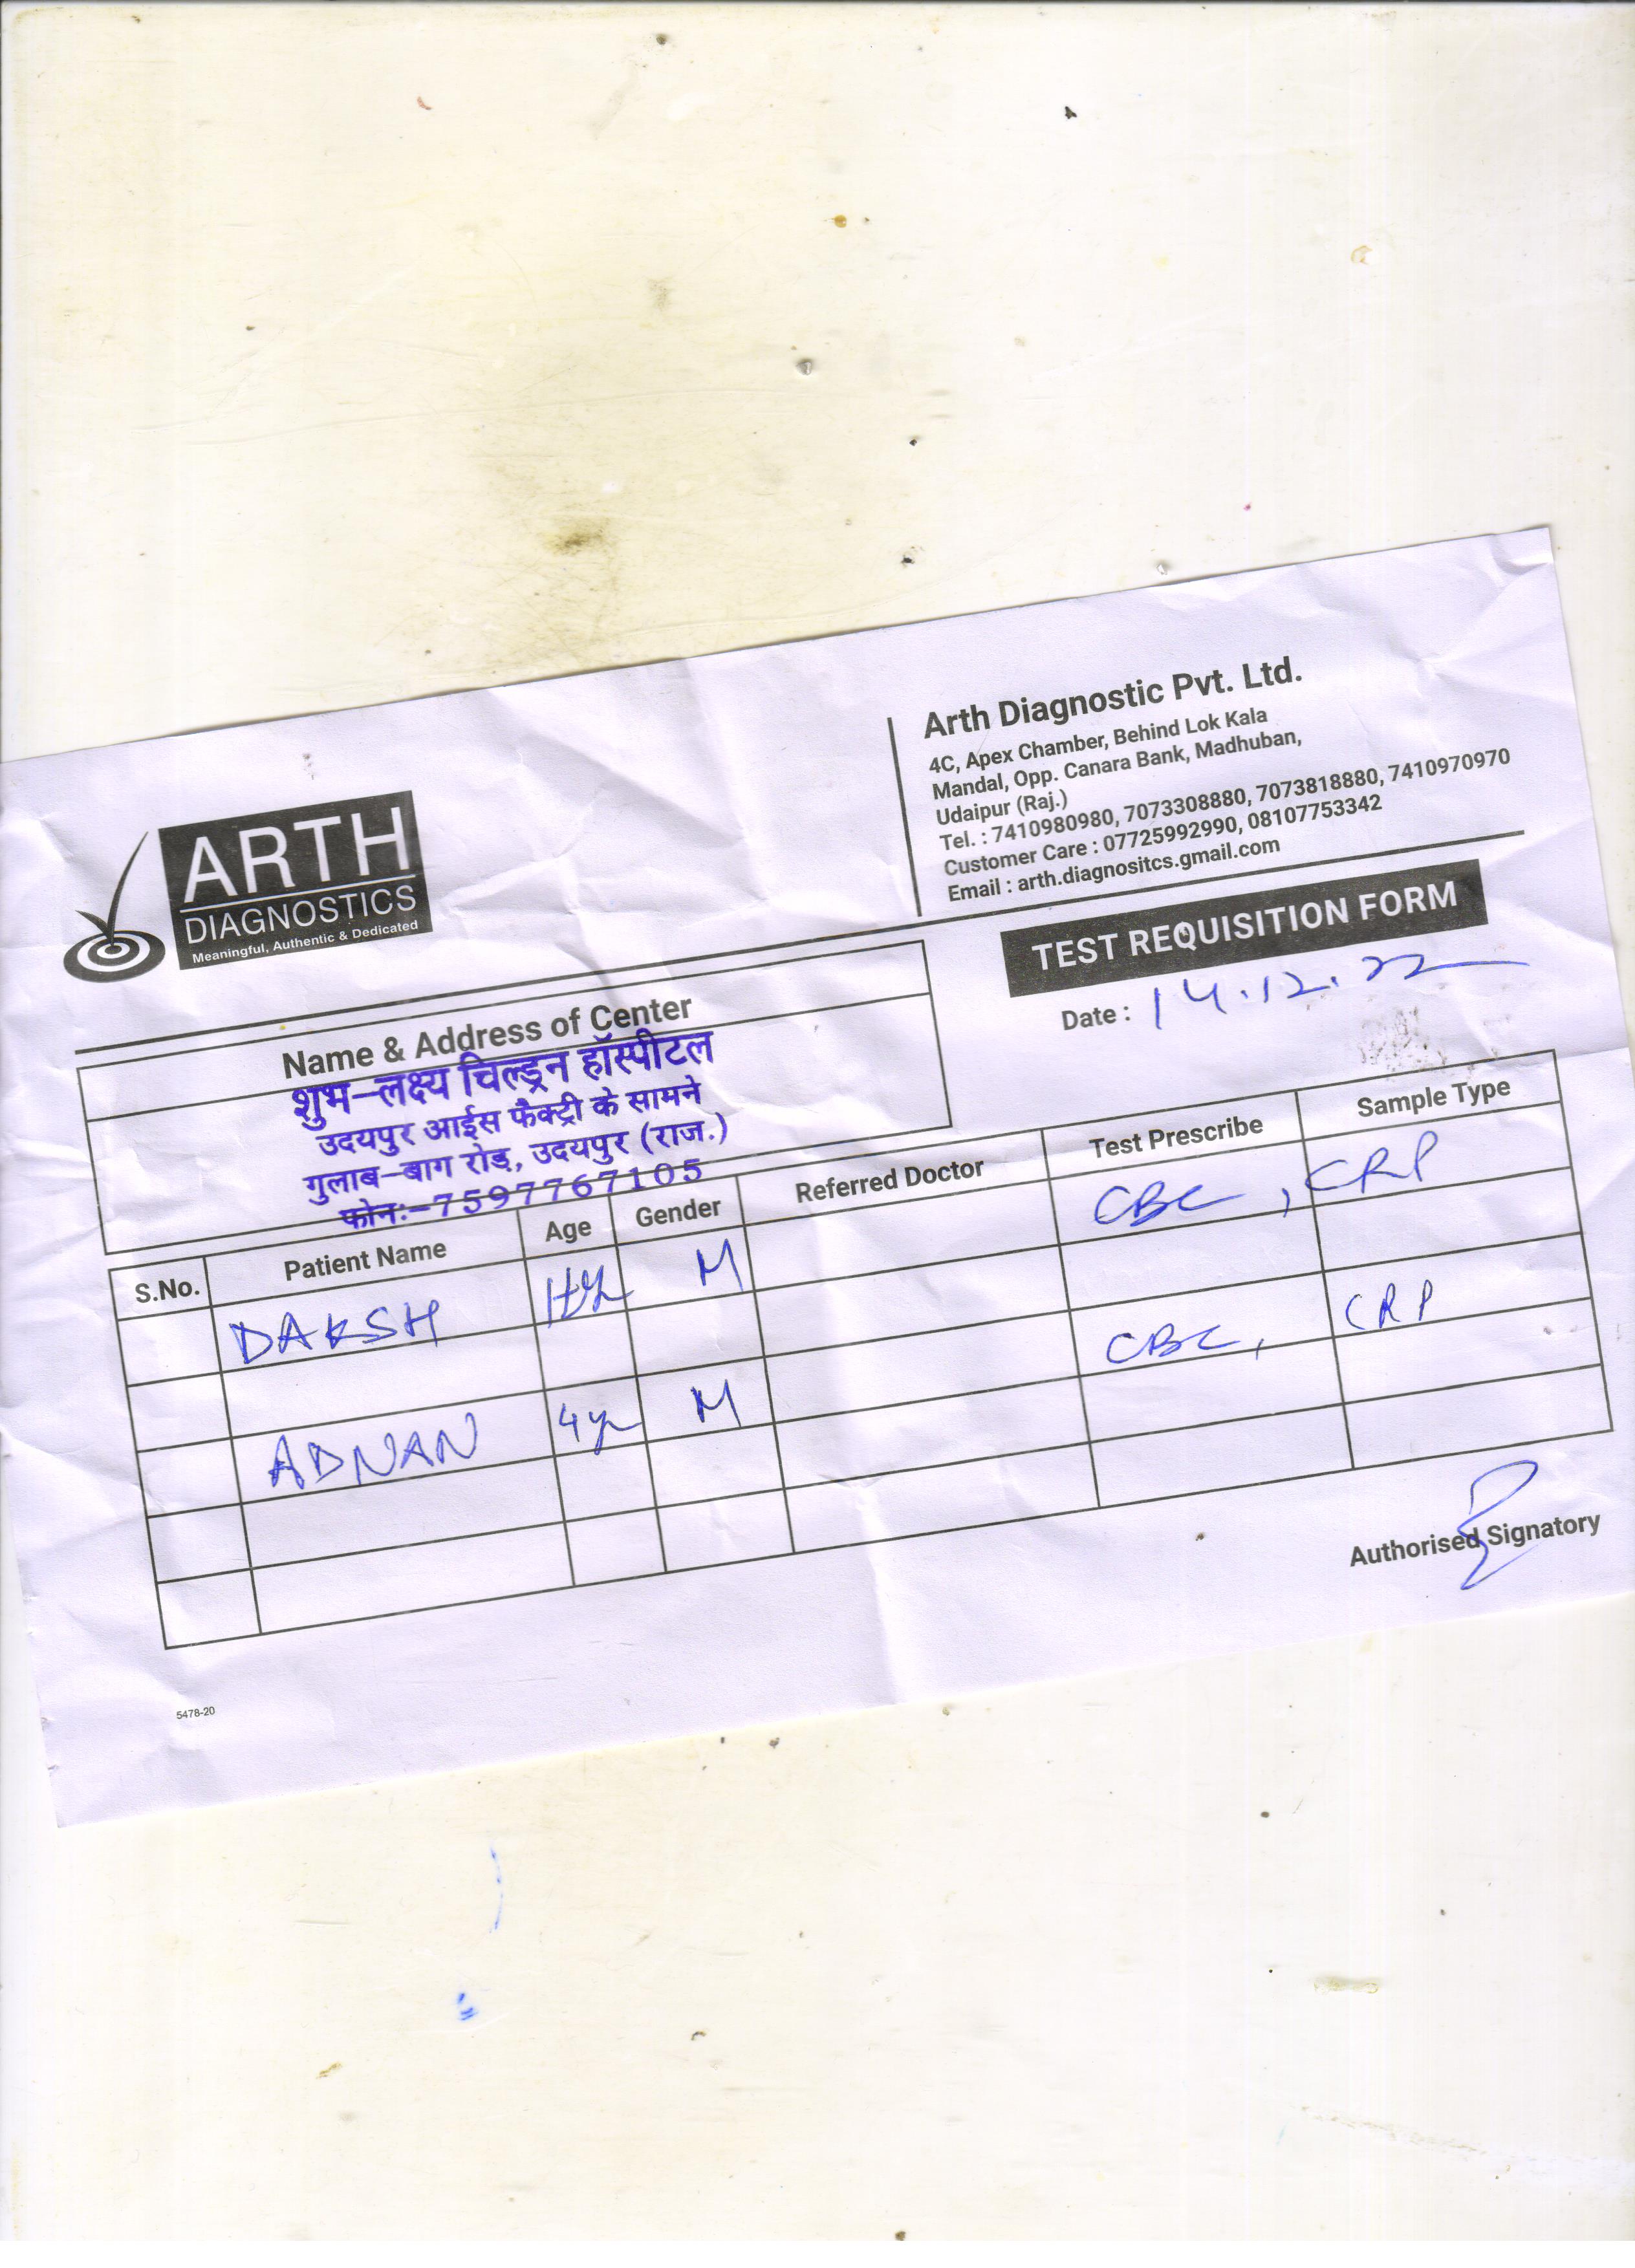 ARTH
DIAGNOSTICS
Meaningful, Authentic & Dedicated
Arth Diagnostic Pvt. Ltd.
4C, Apex Chamber, Behind Lok Kala
Mandal, Opp. Canara Bank, Madhuban,
Udaipur (Raj.)
Tel. : 7410980980, 7073308880, 7073818880, 7410970970
Customer Care : 07725992990, 08107753342
Email : arth.diagnositcs.gmail.com
TEST REQUISITION FORM
Date : 14.12.22
Name & Address of Center
शुभ-लक्ष्य चिल्ड्रन हॉस्पीटल
उदयपुर आईस फैक्ट्री के सामने
गुलाब-बाग रोड़, उदयपुर (राज.)
फोन:-7597767105
S.No. Patient Name Age Gender Referred Doctor Test Prescribe Sample Type
DAKSH M CBC, CRP
ADNAN 4yr M CBC, CRP
Authorised Signatory
5478-20